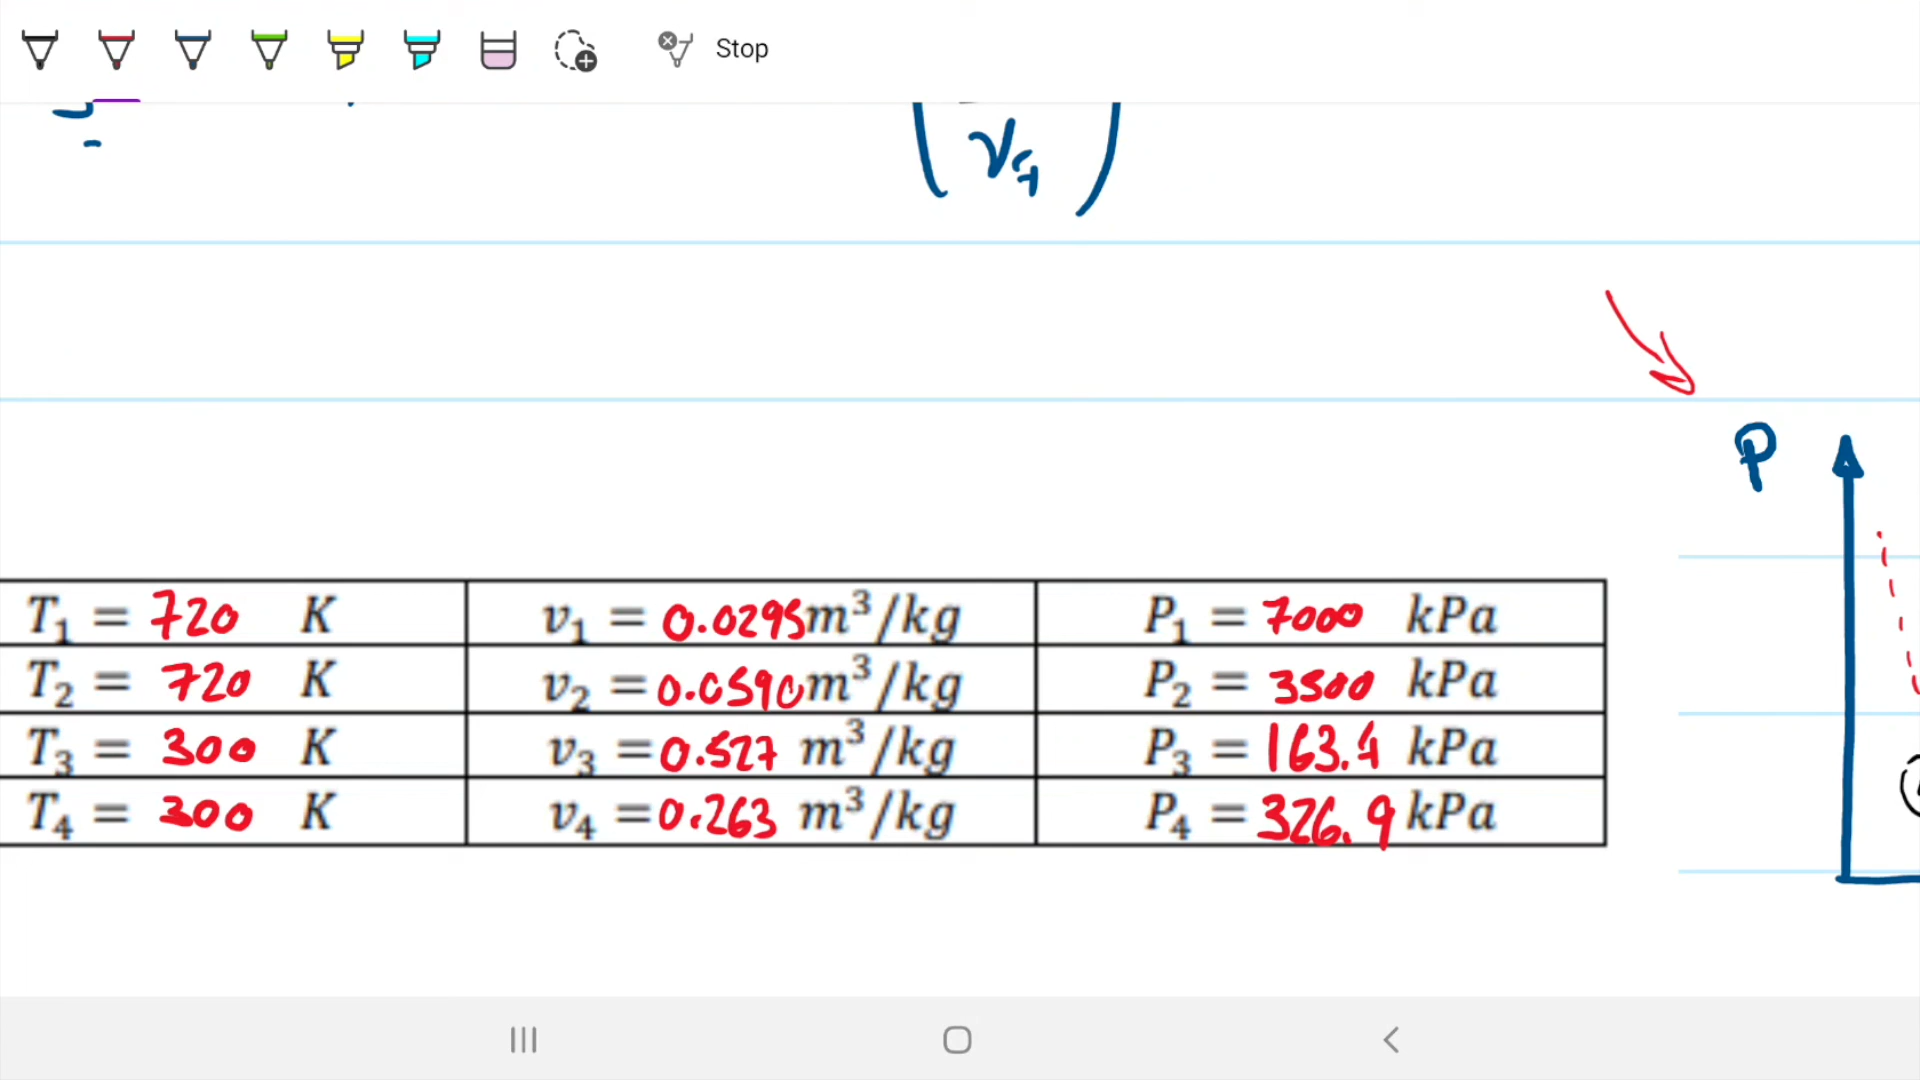 Stop
v₄
P
T₁ = 720 K v₁ = 0.0295 m³/kg P₁ = 7000 kPa
T₂ = 720 K v₂ = 0.0590 m³/kg P₂ = 3500 kPa
T₃ = 300 K v₃ = 0.527 m³/kg P₃ = 163.4 kPa
T₄ = 300 K v₄ = 0.263 m³/kg P₄ = 326.9 kPa